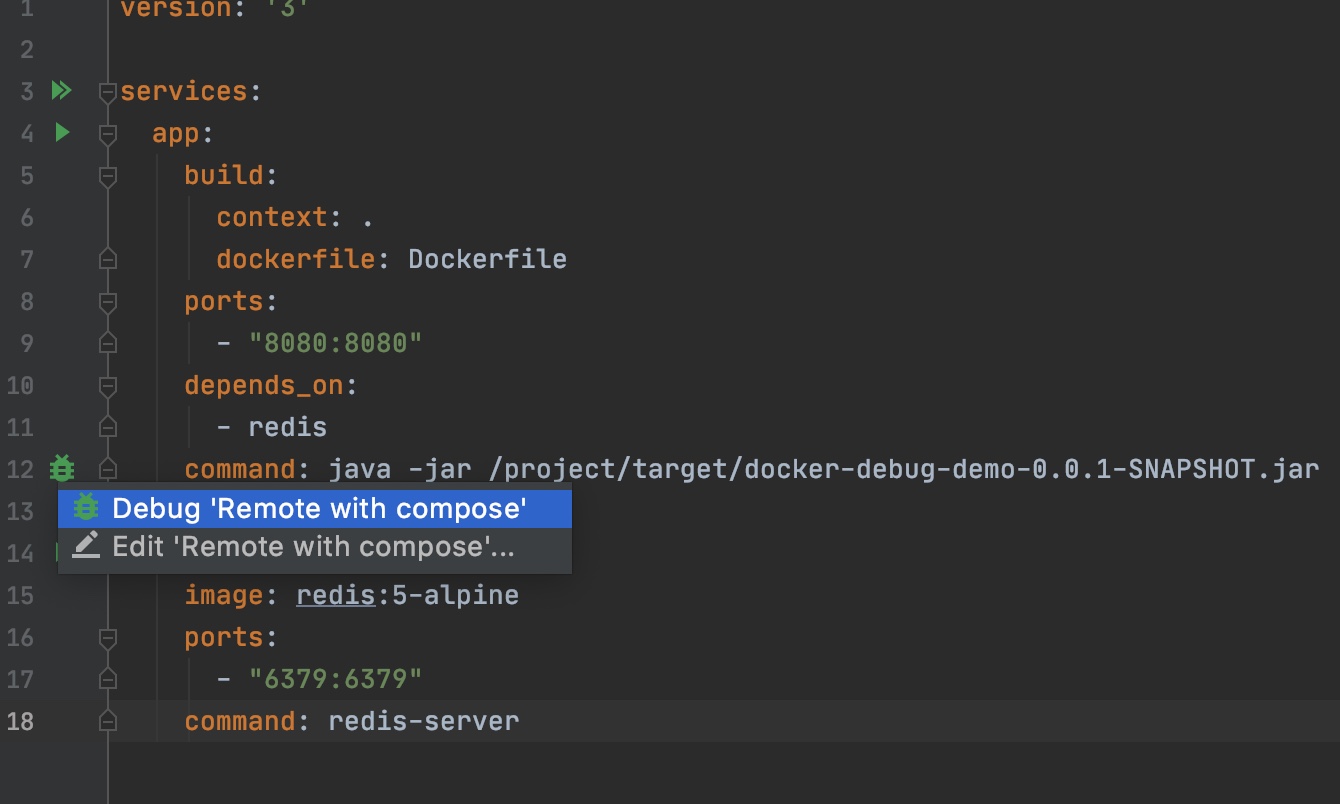 1 version: '3'
2
3 services:
4 app:
5 build:
6 context: .
7 dockerfile: Dockerfile
8 ports:
9 - "8080:8080"
10 depends_on:
11 - redis
12 command: java -jar /project/target/docker-debug-demo-0.0.1-SNAPSHOT.jar
13 Debug 'Remote with compose'
14 Edit 'Remote with compose'...
15 image: redis:5-alpine
16 ports:
17 - "6379:6379"
18 command: redis-server